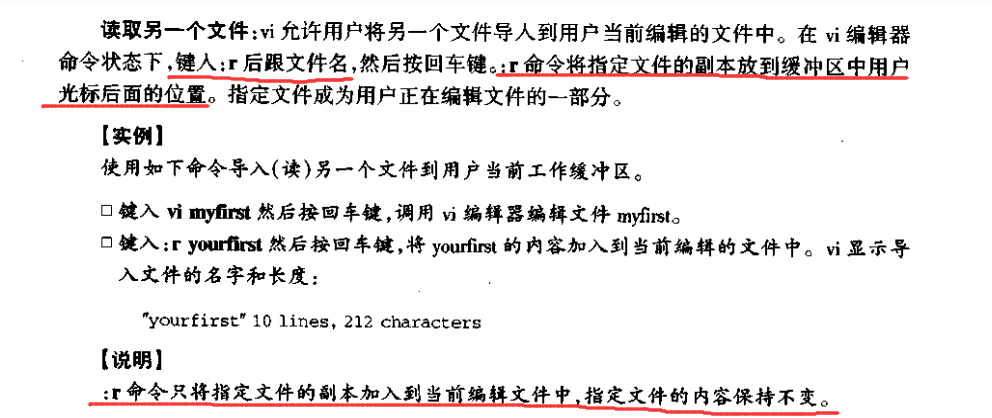 读取另一个文件:vi 允许用户将另一个文件导人到用户当前编辑的文件中。在 vi 编辑器
命令状态下,键入:r 后跟文件名,然后按回车键。:r 命令将指定文件的副本放到缓冲区中用户
光标后面的位置。指定文件成为用户正在编辑文件的一部分。
【实例】
使用如下命令导入(读)另一个文件到用户当前工作缓冲区。
□ 键入 vi myfirst 然后按回车键,调用 vi 编辑器编辑文件 myfirst。
□ 键入:r yourfirst 然后按回车键,将 yourfirst 的内容加入到当前编辑的文件中。vi 显示导
入文件的名字和长度:
"yourfirst" 10 lines, 212 characters
【说明】
:r 命令只将指定文件的副本加入到当前编辑文件中,指定文件的内容保持不变。